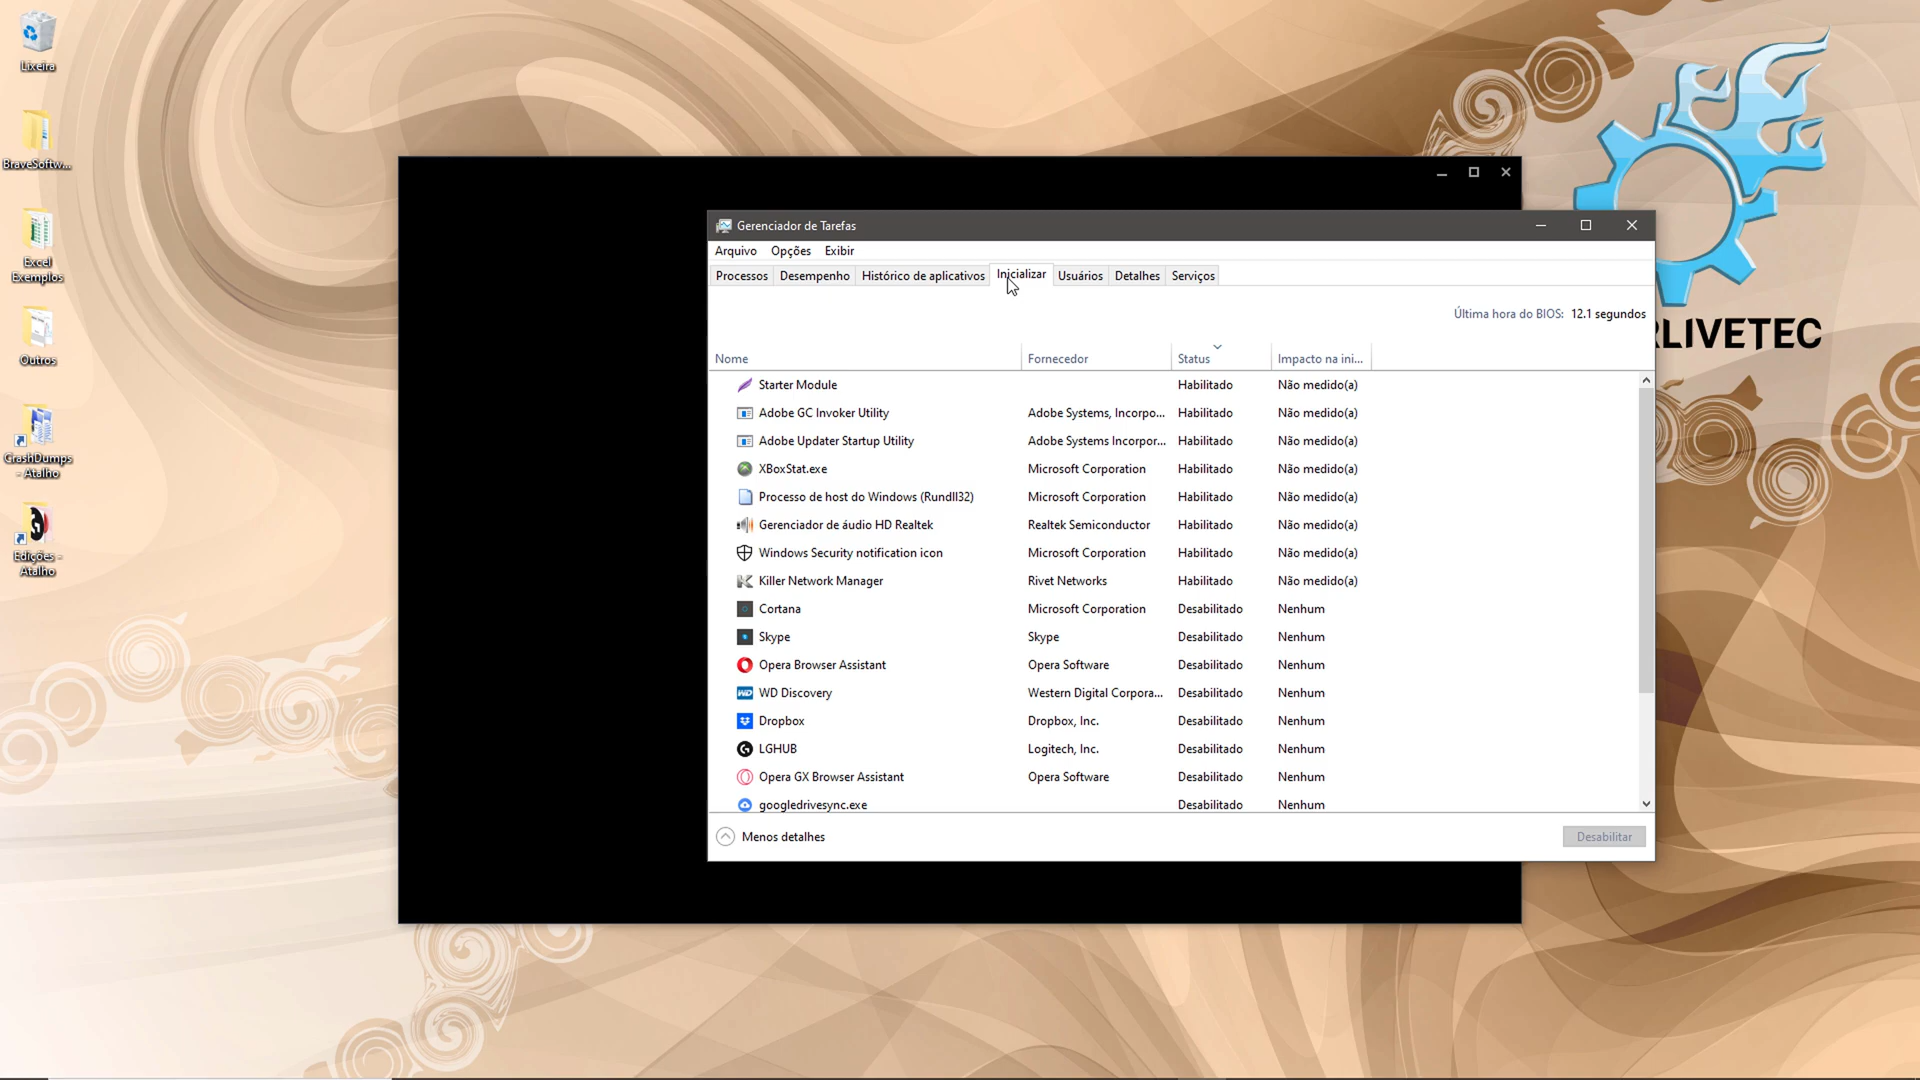 Lixeira
BraveSoftw...
Excel
Exemplos
Outros
CrashDumps
- Atalho
Edições -
Atalho
RLIVETEC
Gerenciador de Tarefas
Arquivo Opções Exibir
Processos Desempenho Histórico de aplicativos Inicializar Usuários Detalhes Serviços
Última hora do BIOS: 12.1 segundos
Nome Fornecedor Status Impacto na ini...
Starter Module Habilitado Não medido(a)
Adobe GC Invoker Utility Adobe Systems, Incorpo... Habilitado Não medido(a)
Adobe Updater Startup Utility Adobe Systems Incorpor... Habilitado Não medido(a)
XBoxStat.exe Microsoft Corporation Habilitado Não medido(a)
Processo de host do Windows (Rundll32) Microsoft Corporation Habilitado Não medido(a)
Gerenciador de áudio HD Realtek Realtek Semiconductor Habilitado Não medido(a)
Windows Security notification icon Microsoft Corporation Habilitado Não medido(a)
Killer Network Manager Rivet Networks Habilitado Não medido(a)
Cortana Microsoft Corporation Desabilitado Nenhum
Skype Skype Desabilitado Nenhum
Opera Browser Assistant Opera Software Desabilitado Nenhum
WD Discovery Western Digital Corpora... Desabilitado Nenhum
Dropbox Dropbox, Inc. Desabilitado Nenhum
LGHUB Logitech, Inc. Desabilitado Nenhum
Opera GX Browser Assistant Opera Software Desabilitado Nenhum
googledrivesync.exe Desabilitado Nenhum
Menos detalhes Desabilitar